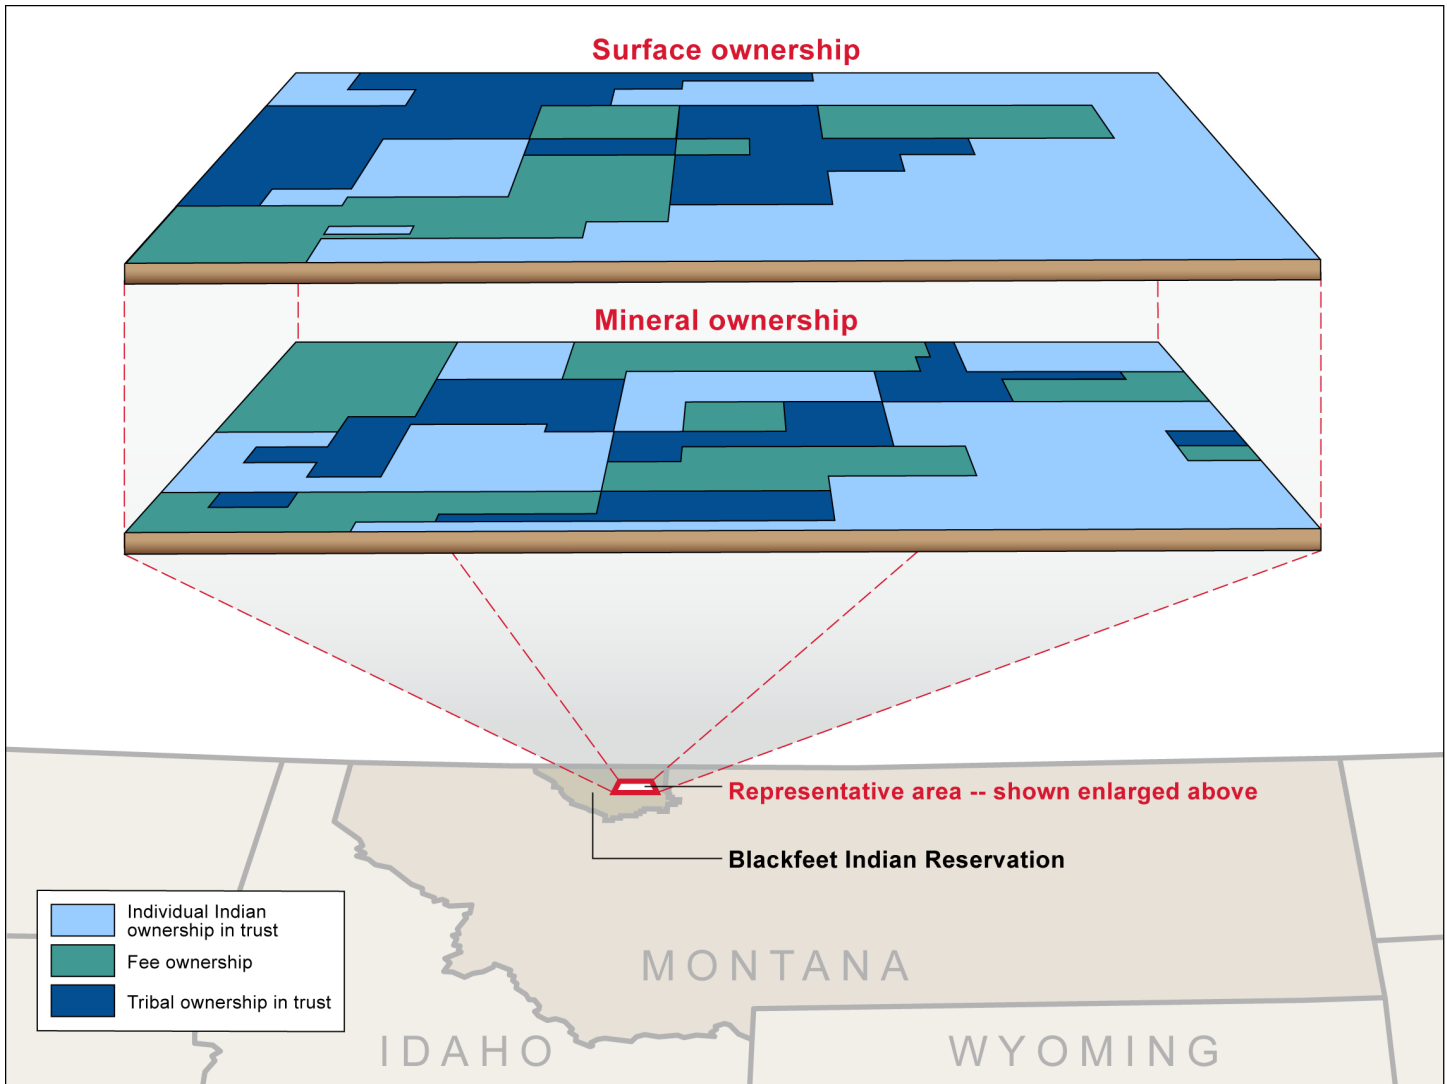 Surface ownership
Mineral ownership
Representative area -- shown enlarged above
Blackfeet Indian Reservation
Individual Indian
ownership in trust
Fee ownership
Tribal ownership in trust
MONTANA
IDAHO
WYOMING